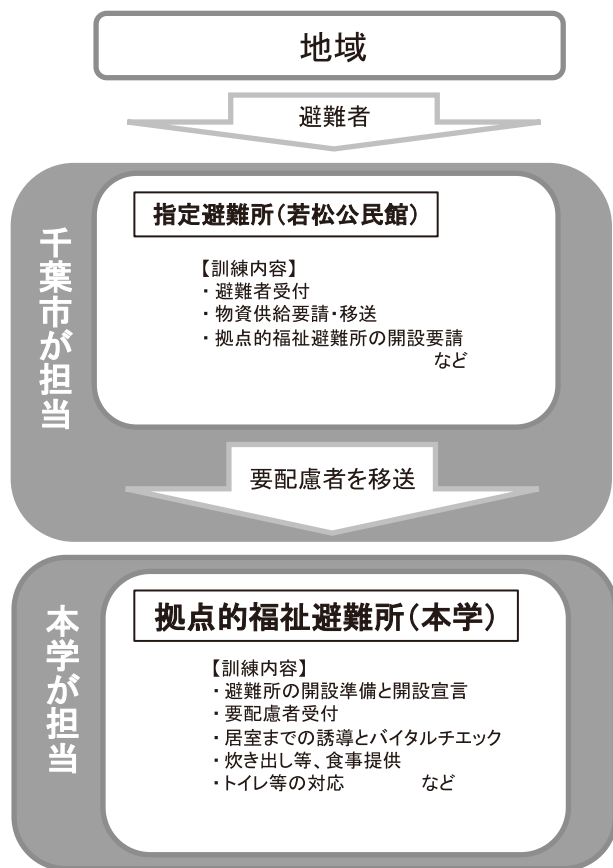 地域
避難者
千葉市が担当
指定避難所(若松公民館)
【訓練内容】
・避難者受付
・物資供給要請・移送
・拠点的福祉避難所の開設要請
など
要配慮者を移送
本学が担当
拠点的福祉避難所(本学)
【訓練内容】
・避難所の開設準備と開設宣言
・要配慮者受付
・居室までの誘導とバイタルチエック
・炊き出し等、食事提供
・トイレ等の対応 など